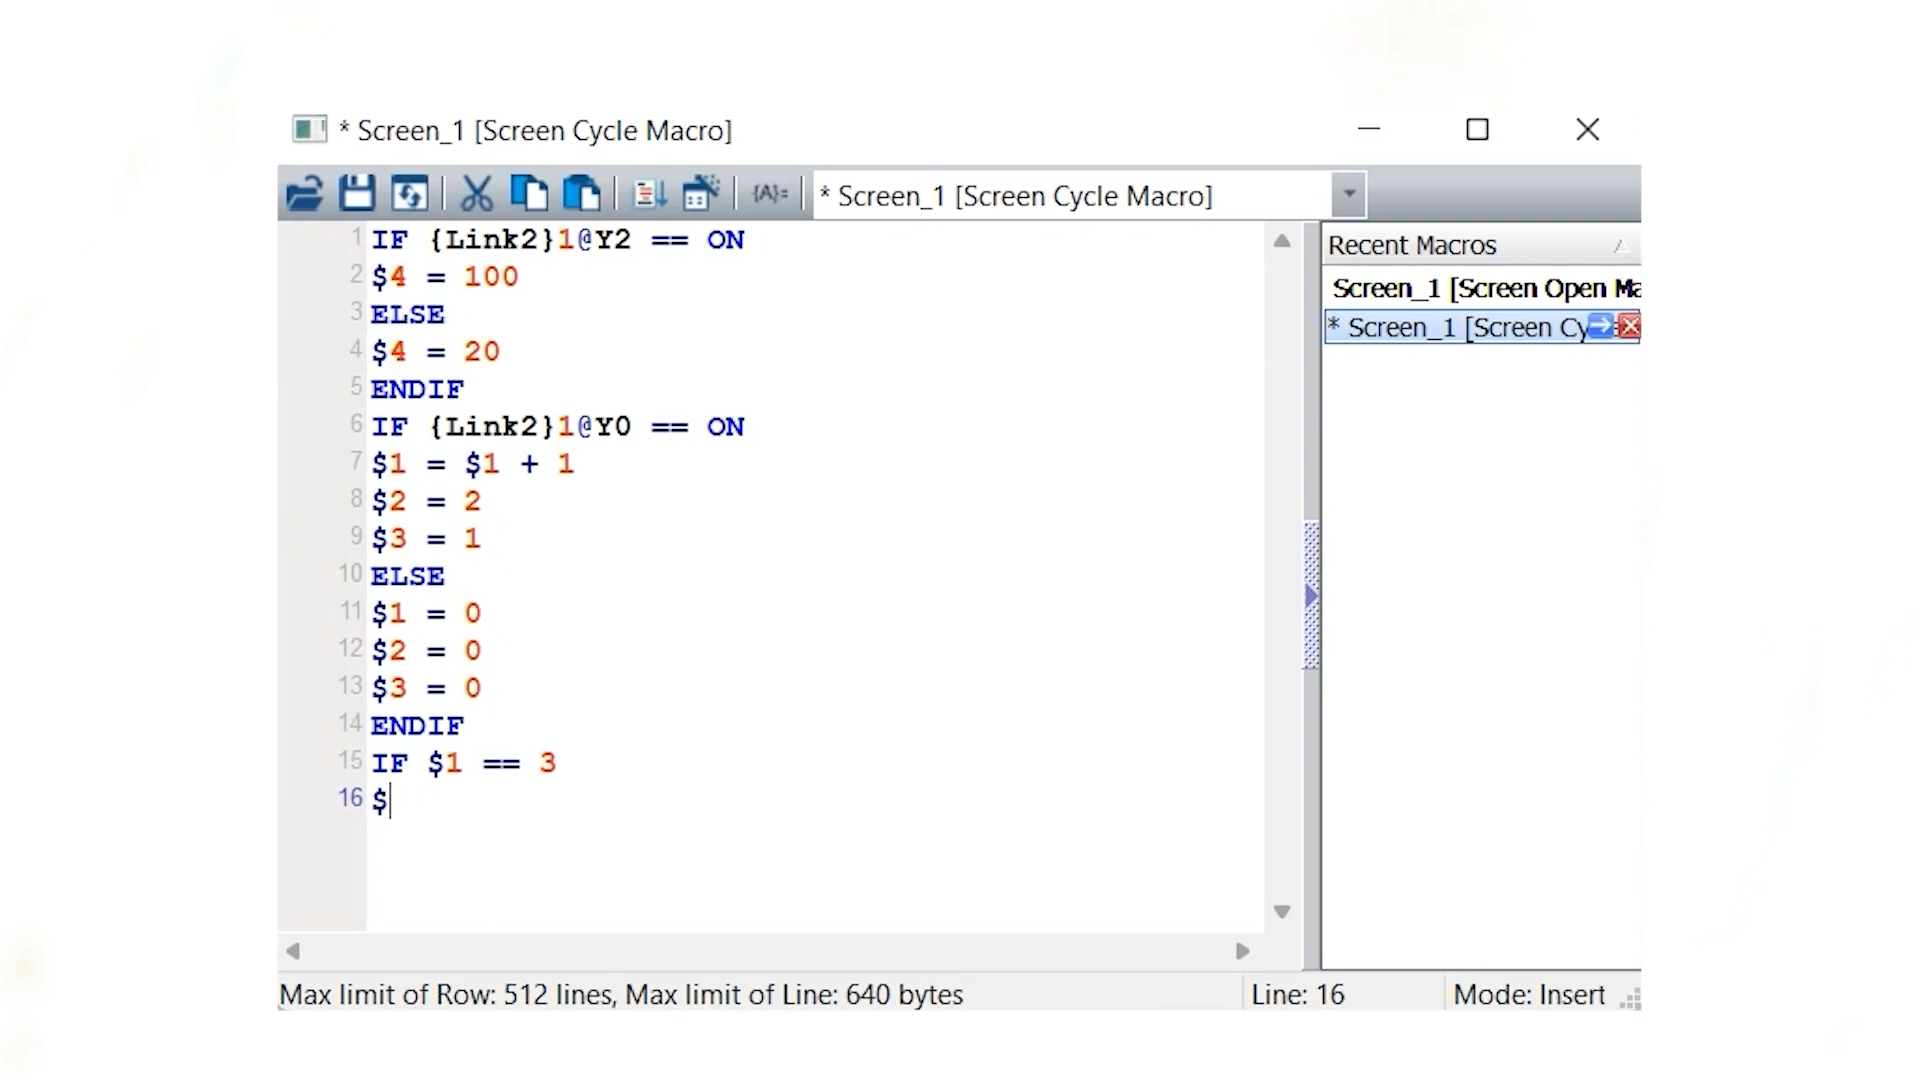 * Screen_1 [Screen Cycle Macro]
{A}= * Screen_1 [Screen Cycle Macro]
1 IF {Link2}1@Y2 == ON
2 $4 = 100
3 ELSE
4 $4 = 20
5 ENDIF
6 IF {Link2}1@Y0 == ON
7 $1 = $1 + 1
8 $2 = 2
9 $3 = 1
10 ELSE
11 $1 = 0
12 $2 = 0
13 $3 = 0
14 ENDIF
15 IF $1 == 3
16 $
Recent Macros
Screen_1 [Screen Open Ma
* Screen_1 [Screen Cy
Max limit of Row: 512 lines, Max limit of Line: 640 bytes
Line: 16
Mode: Insert